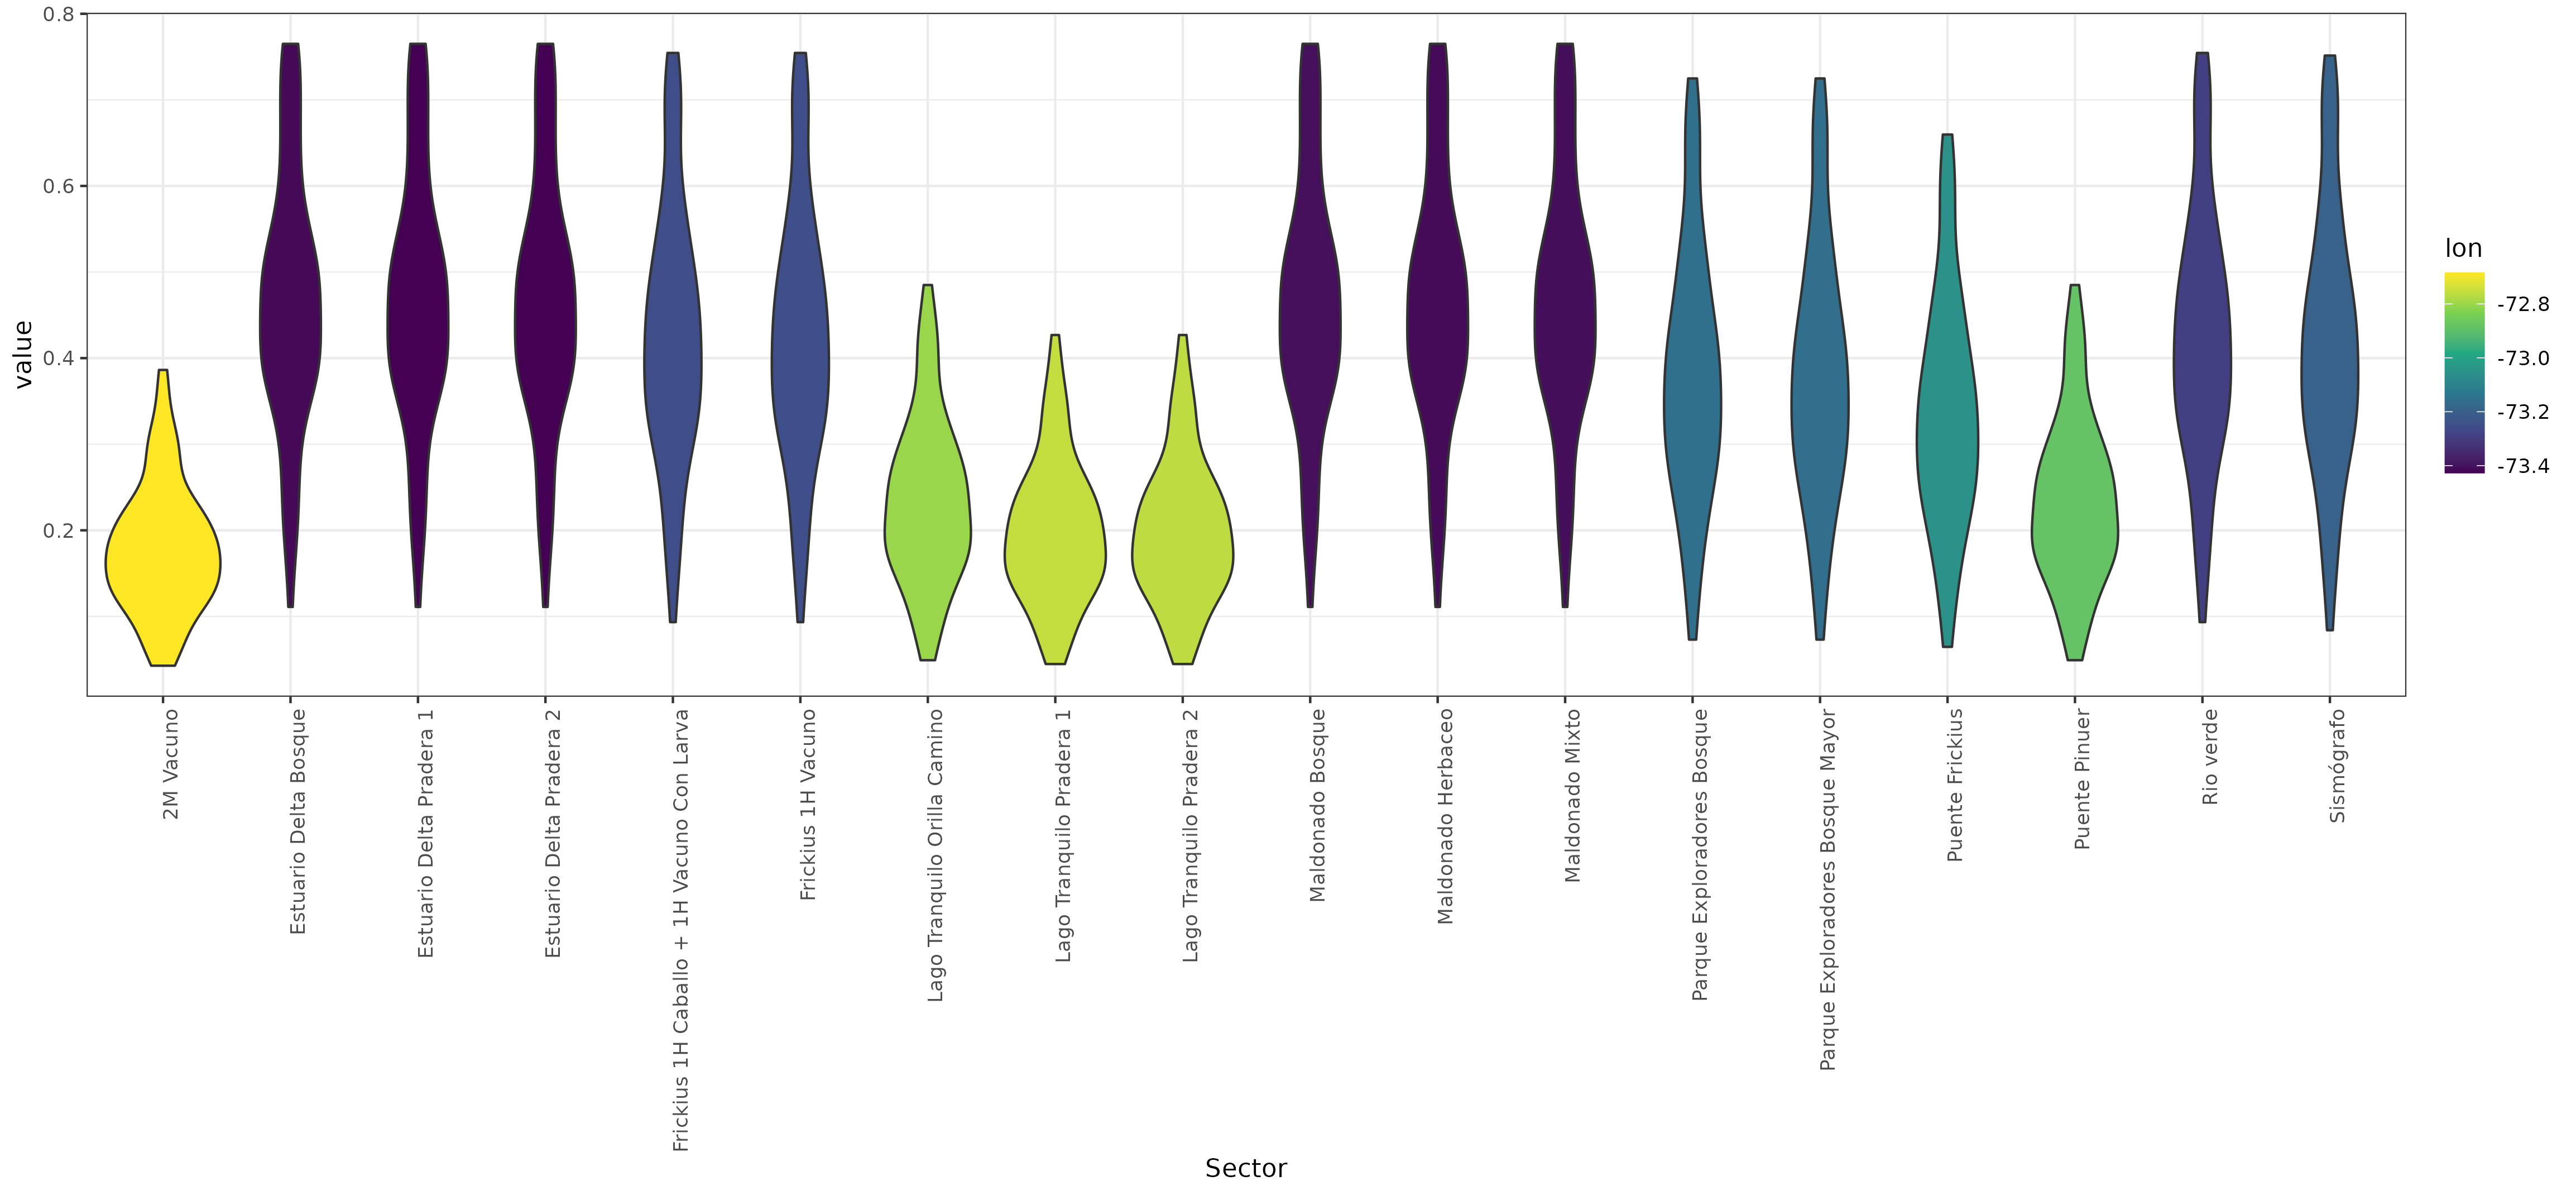 0.8
0.6
0.4
0.2
value
2M Vacuno
Estuario Delta Bosque
Estuario Delta Pradera 1
Estuario Delta Pradera 2
Frickius 1H Caballo + 1H Vacuno Con Larva
Frickius 1H Vacuno
Lago Tranquilo Orilla Camino
Lago Tranquilo Pradera 1
Lago Tranquilo Pradera 2
Maldonado Bosque
Maldonado Herbaceo
Maldonado Mixto
Parque Exploradores Bosque
Parque Exploradores Bosque Mayor
Puente Frickius
Puente Pinuer
Rio verde
Sismógrafo
Sector
lon
-72.8
-73.0
-73.2
-73.4